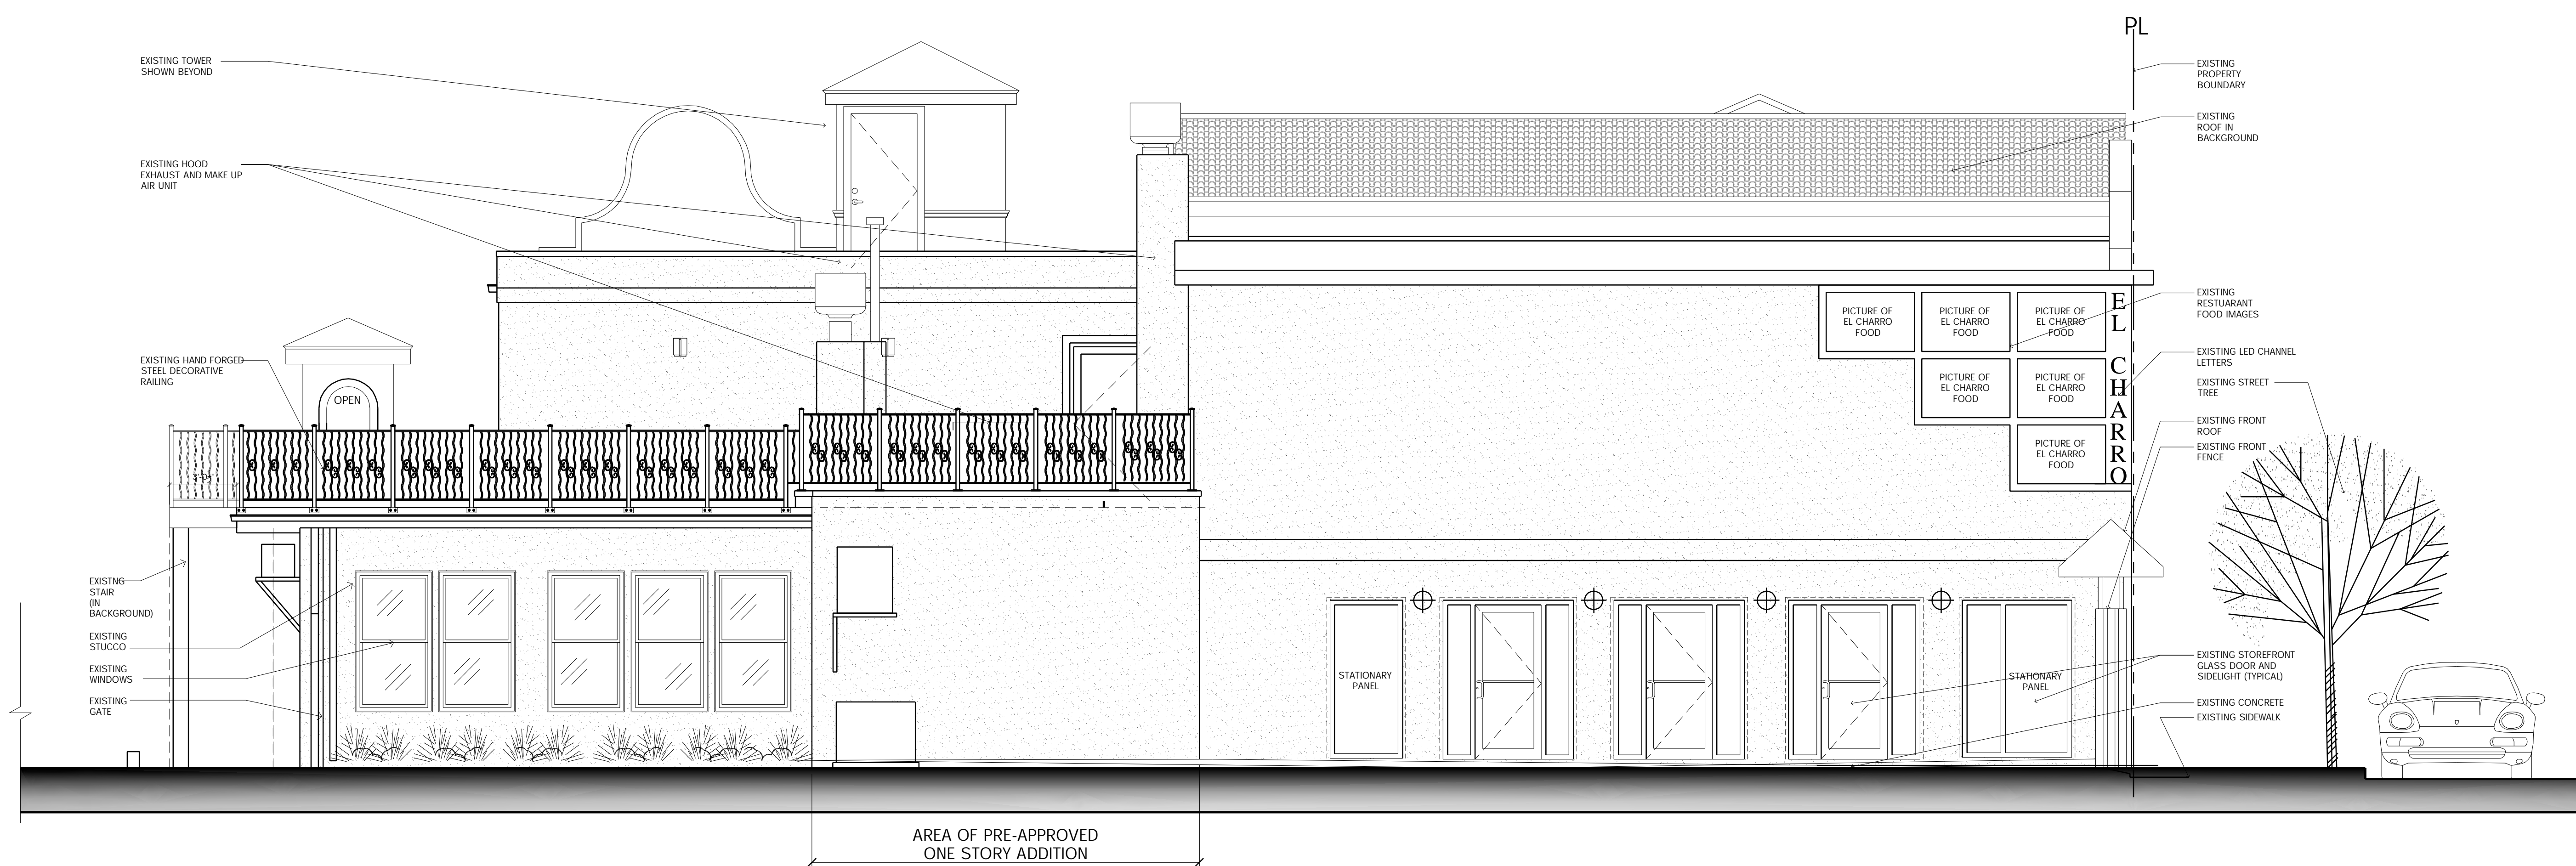 PL
EXISTING TOWER
SHOWN BEYOND
EXISTING HOOD
EXHAUST AND MAKE UP
AIR UNIT
EXISTING HAND FORGED
STEEL DECORATIVE
RAILING
OPEN
3'-0½"
EXISTNG
STAIR
(IN
BACKGROUND)
EXISTING
STUCCO
EXISTING
WINDOWS
EXISTING
GATE
PICTURE OF
EL CHARRO
FOOD
PICTURE OF
EL CHARRO
FOOD
PICTURE OF
EL CHARRO
FOOD
PICTURE OF
EL CHARRO
FOOD
PICTURE OF
EL CHARRO
FOOD
PICTURE OF
EL CHARRO
FOOD
EL CHARRO
STATIONARY
PANEL
STATIONARY
PANEL
EXISTING
PROPERTY
BOUNDARY
EXISTING
ROOF IN
BACKGROUND
EXISTING
RESTUARANT
FOOD IMAGES
EXISTING LED CHANNEL
LETTERS
EXISTING STREET
TREE
EXISTING FRONT
ROOF
EXISTING FRONT
FENCE
EXISTING STOREFRONT
GLASS DOOR AND
SIDELIGHT (TYPICAL)
EXISTING CONCRETE
EXISTING SIDEWALK
AREA OF PRE-APPROVED
ONE STORY ADDITION